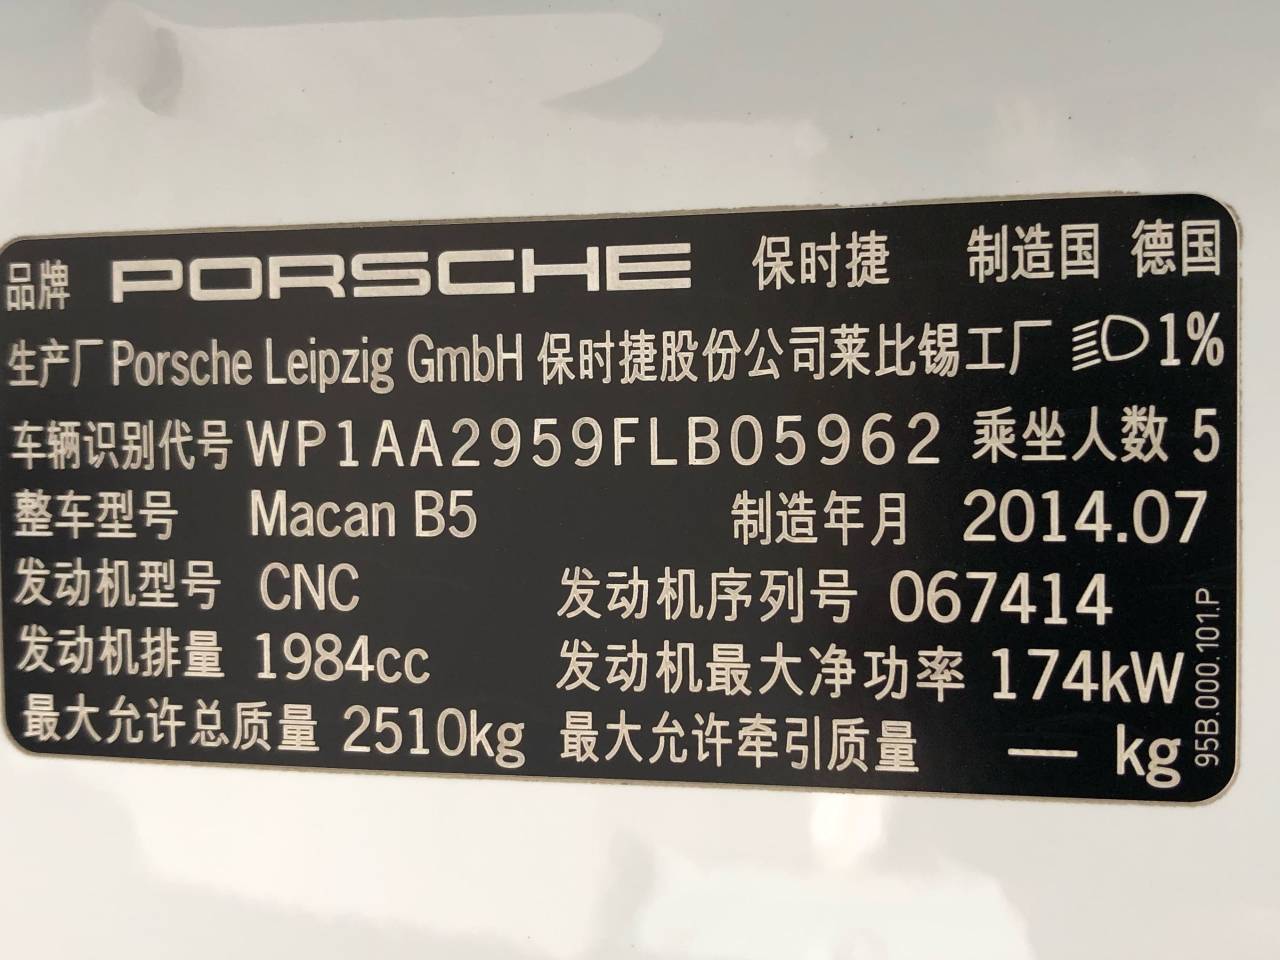 品牌 PORSCHE 保时捷 制造国 德国
生产厂 Porsche Leipzig GmbH 保时捷股份公司莱比锡工厂 1%
车辆识别代号 WP1AA2959FLB05962 乘坐人数 5
整车型号 Macan B5 制造年月 2014.07
发动机型号 CNC 发动机序列号 067414
发动机排量 1984cc 发动机最大净功率 174kW
最大允许总质量 2510kg 最大允许牵引质量 — kg
95B.000.101.P